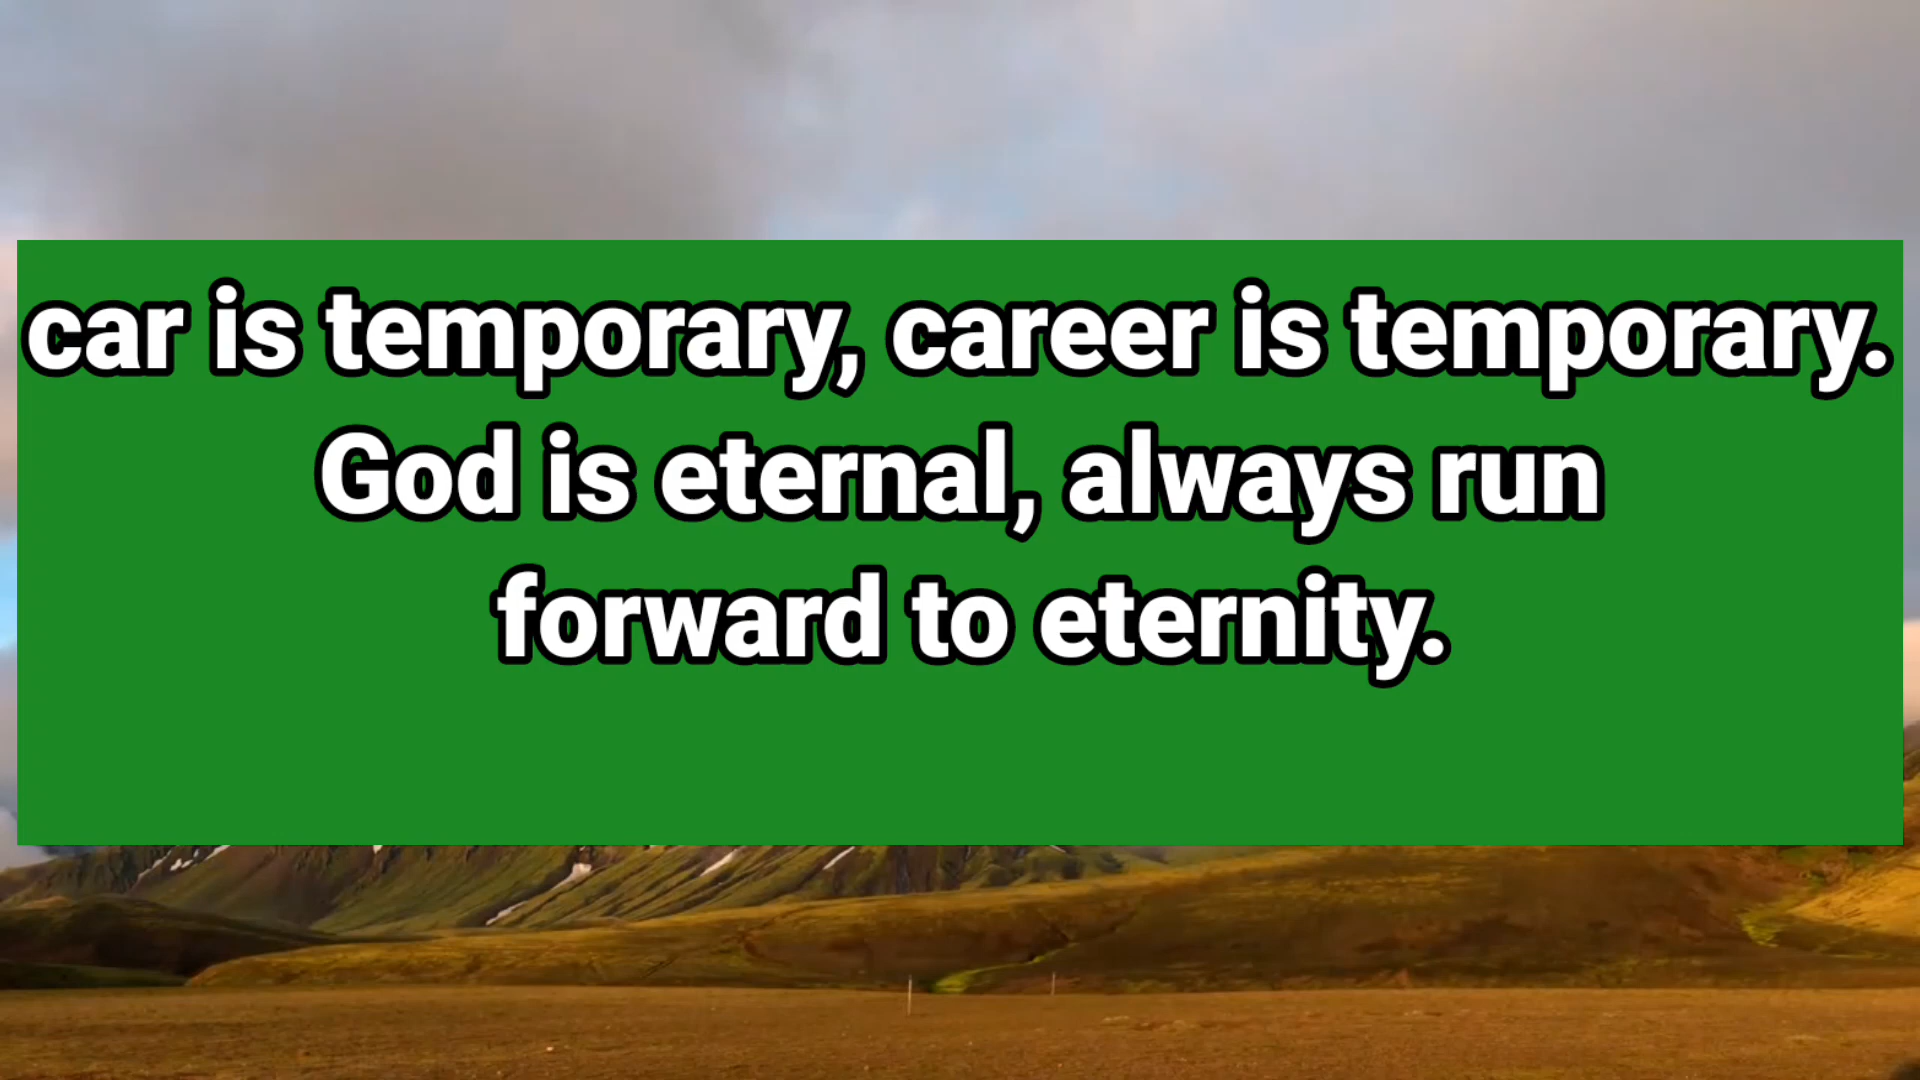 car is temporary, career is temporary.
God is eternal, always run
forward to eternity.